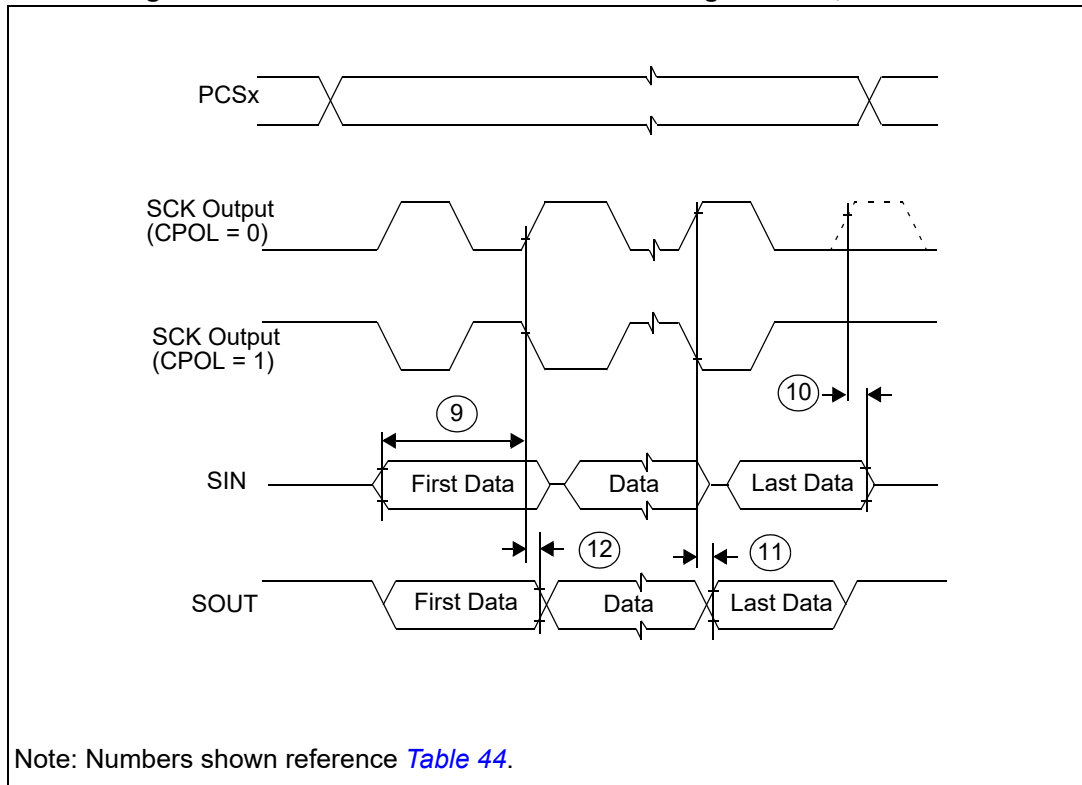 PCSx
SCK Output
(CPOL = 0)
SCK Output
(CPOL = 1)
10
9
SIN
First Data
Data
Last Data
12
11
SOUT
First Data
Data
Last Data
Note: Numbers shown reference Table 44.